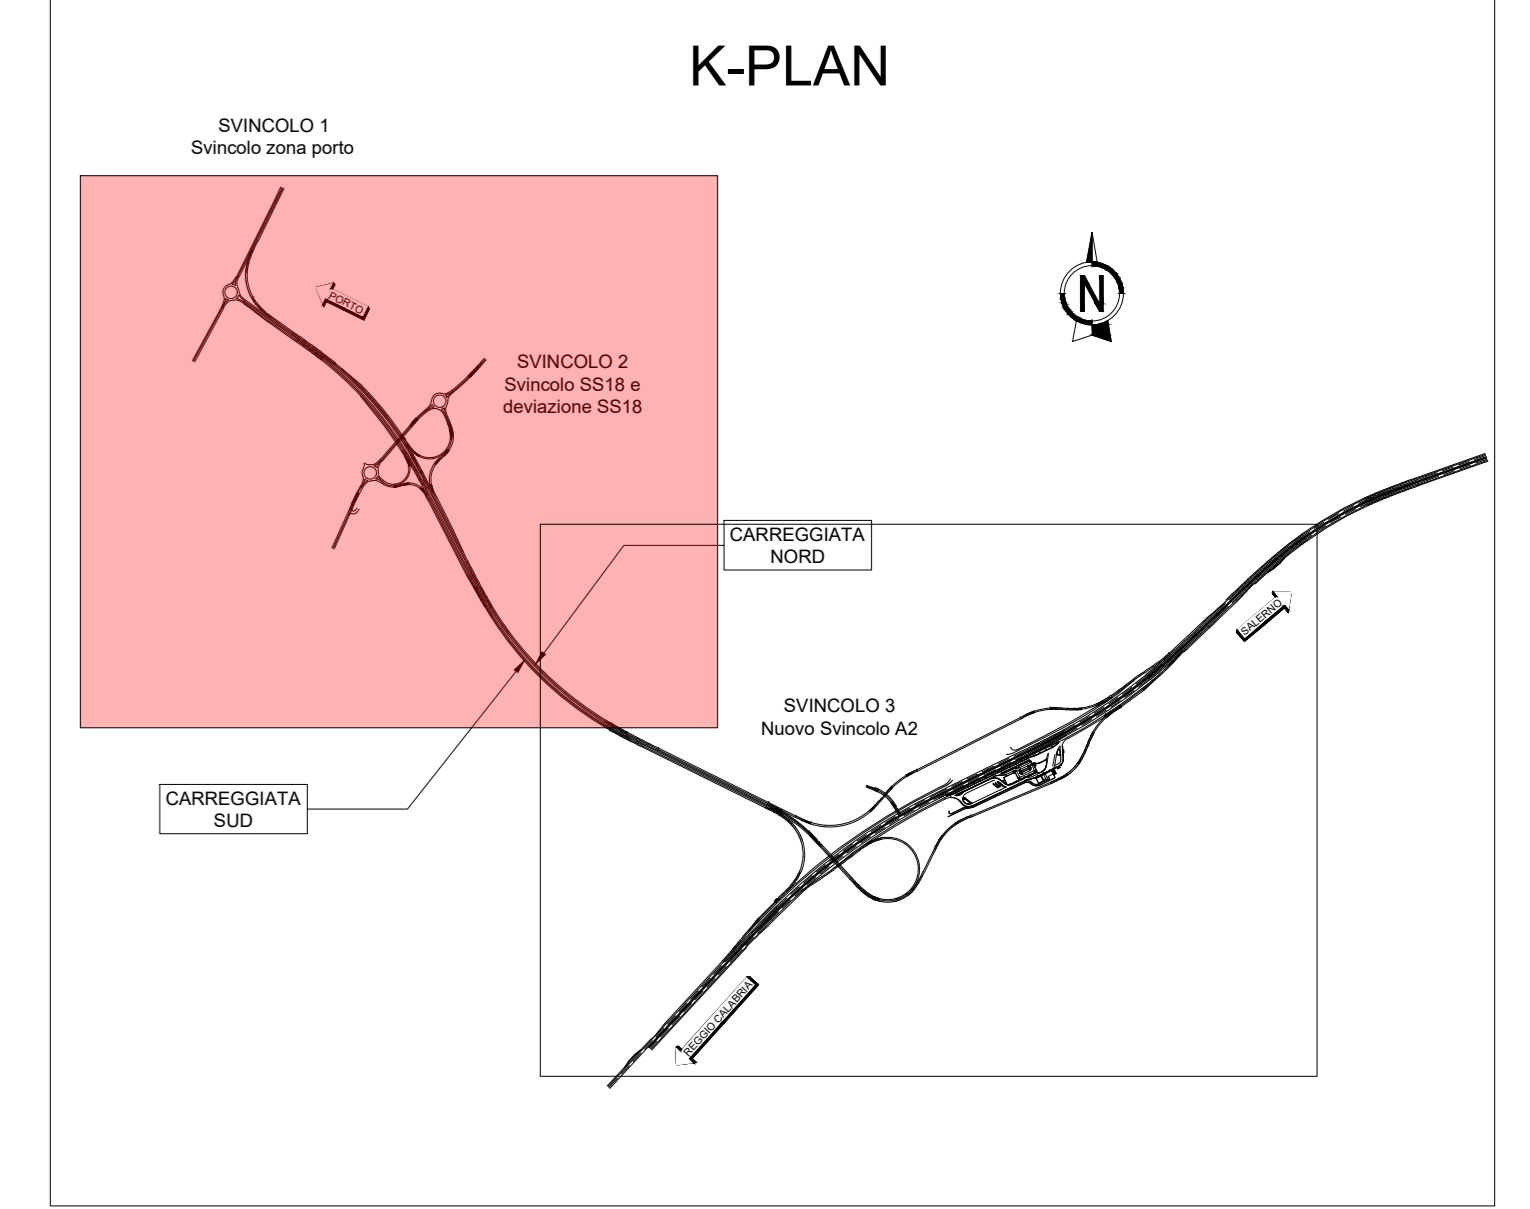 K-PLAN
SVINCOLO 1
Svincolo zona porto
PORTO
N
SVINCOLO 2
Svincolo SS18 e
deviazione SS18
CARREGGIATA
NORD
SALERNO
SVINCOLO 3
Nuovo Svincolo A2
CARREGGIATA
SUD
REGGIO CALABRIA